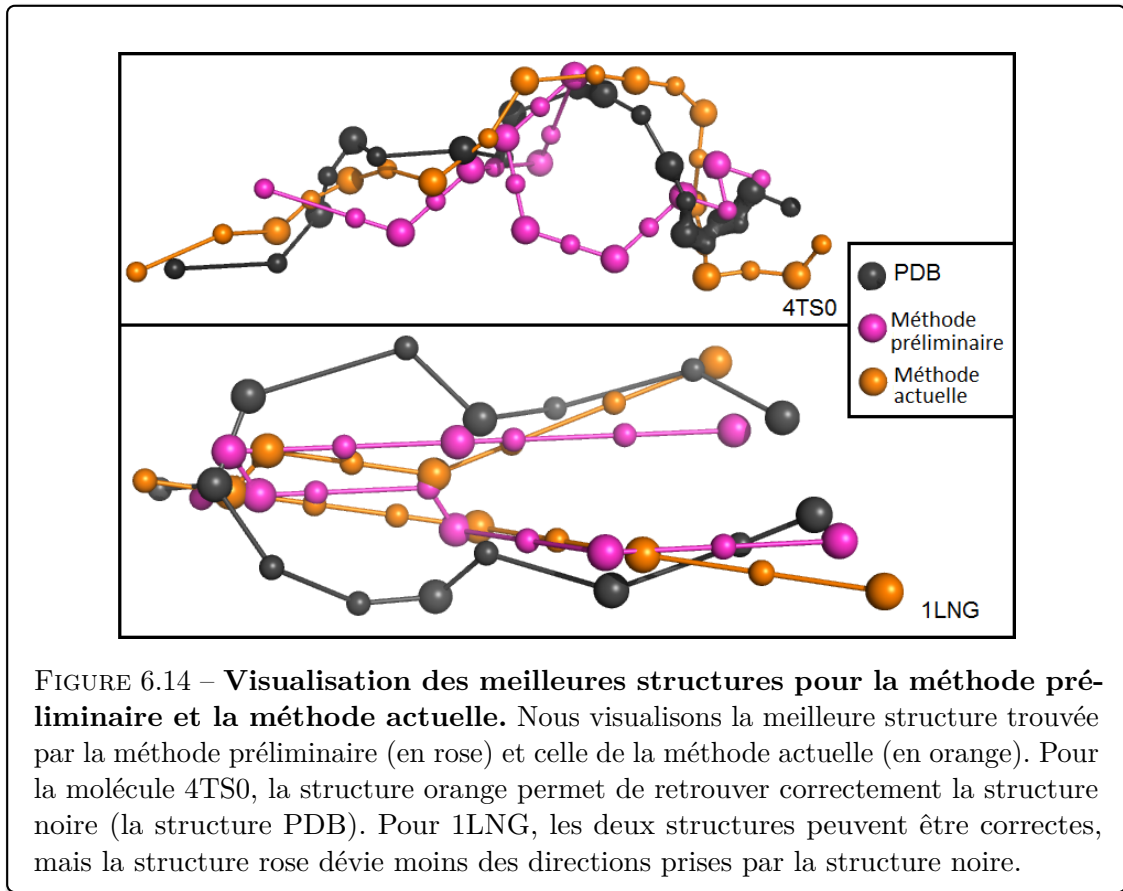 4TS0
PDB
Méthode
préliminaire
Méthode
actuelle
1LNG
FIGURE 6.14 – Visualisation des meilleures structures pour la méthode pré-
liminaire et la méthode actuelle. Nous visualisons la meilleure structure trouvée
par la méthode préliminaire (en rose) et celle de la méthode actuelle (en orange). Pour
la molécule 4TS0, la structure orange permet de retrouver correctement la structure
noire (la structure PDB). Pour 1LNG, les deux structures peuvent être correctes,
mais la structure rose dévie moins des directions prises par la structure noire.